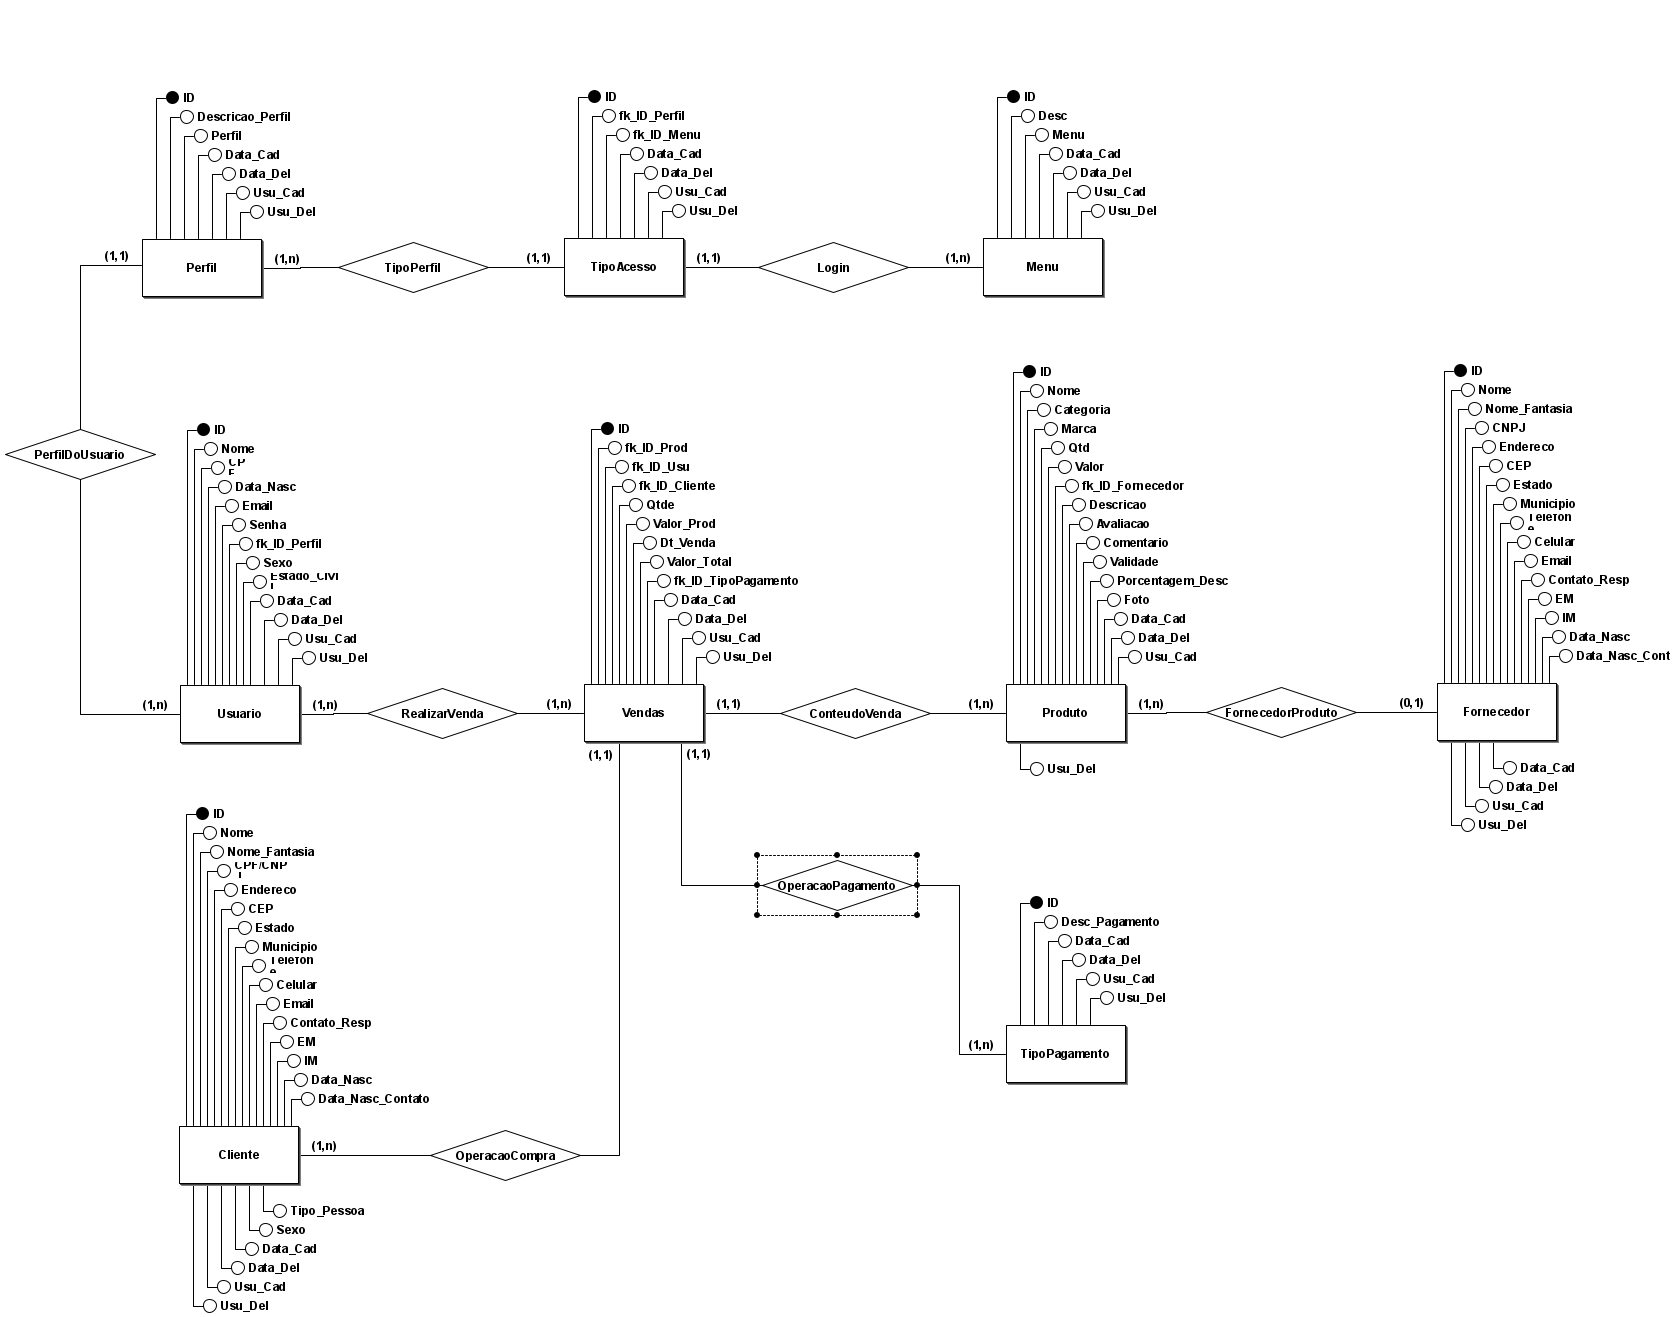 ID
Descricao_Perfil
Perfil
Data_Cad
Data_Del
Usu_Cad
Usu_Del
(1,1)
Perfil
(1,n)
TipoPerfil
(1,1)
ID
fk_ID_Perfil
fk_ID_Menu
Data_Cad
Data_Del
Usu_Cad
Usu_Del
TipoAcesso
(1,1)
Login
(1,n)
ID
Desc
Menu
Data_Cad
Data_Del
Usu_Cad
Usu_Del
Menu
PerfilDoUsuario
(1,n)
ID
Nome
CP
F
Data_Nasc
Email
Senha
fk_ID_Perfil
Sexo
Estado_Civi
l
Data_Cad
Data_Del
Usu_Cad
Usu_Del
Usuario
(1,n)
RealizarVenda
(1,n)
ID
fk_ID_Prod
fk_ID_Usu
fk_ID_Cliente
Qtde
Valor_Prod
Dt_Venda
Valor_Total
fk_ID_TipoPagamento
Data_Cad
Data_Del
Usu_Cad
Usu_Del
Vendas
(1,1)
(1,1)
(1,1)
ConteudoVenda
(1,n)
ID
Nome
Categoria
Marca
Qtd
Valor
fk_ID_Fornecedor
Descricao
Avaliacao
Comentario
Validade
Porcentagem_Desc
Foto
Data_Cad
Data_Del
Usu_Cad
Produto
Usu_Del
(1,n)
FornecedorProduto
(0,1)
ID
Nome
Nome_Fantasia
CNPJ
Endereco
CEP
Estado
Municipio
Telefon
e
Celular
Email
Contato_Resp
EM
IM
Data_Nasc
Data_Nasc_Cont
Fornecedor
Data_Cad
Data_Del
Usu_Cad
Usu_Del
OperacaoPagamento
(1,n)
ID
Desc_Pagamento
Data_Cad
Data_Del
Usu_Cad
Usu_Del
TipoPagamento
ID
Nome
Nome_Fantasia
CPF/CNP
J
Endereco
CEP
Estado
Municipio
Telefon
e
Celular
Email
Contato_Resp
EM
IM
Data_Nasc
Data_Nasc_Contato
Cliente
(1,n)
OperacaoCompra
Tipo_Pessoa
Sexo
Data_Cad
Data_Del
Usu_Cad
Usu_Del